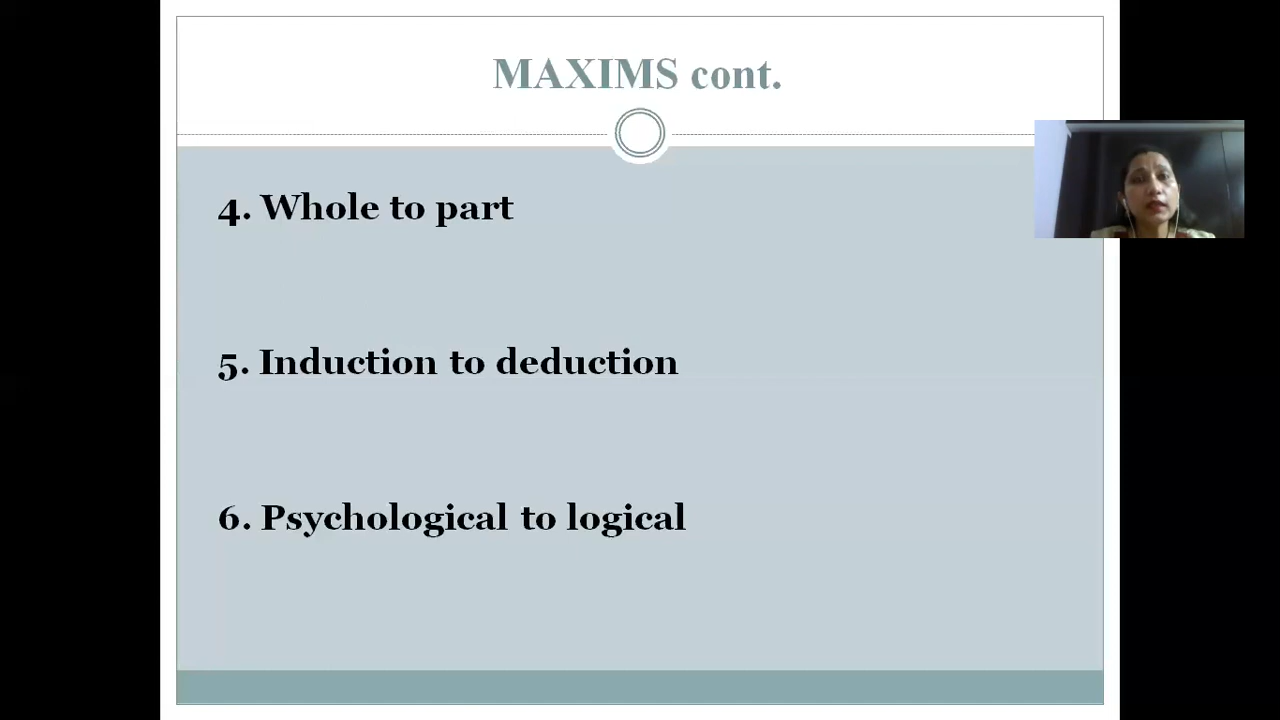 MAXIMS cont.
4. Whole to part
5. Induction to deduction
6. Psychological to logical